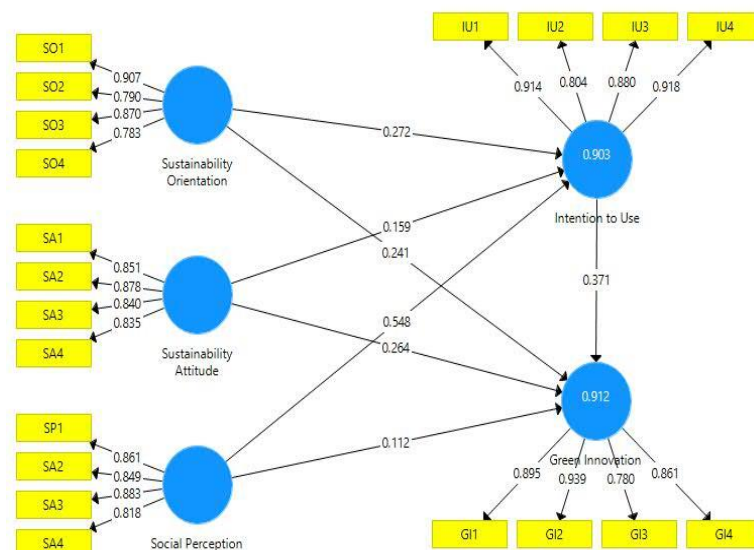 SO1
SO2
SO3
SO4
0.907
0.790
0.870
0.783
Sustainability
Orientation
SA1
SA2
SA3
SA4
0.851
0.878
0.840
0.835
Sustainability
Attitude
SP1
SA2
SA3
SA4
0.861
0.849
0.883
0.818
Social Perception
0.272
0.159
0.241
0.548
0.264
0.112
IU1
IU2
IU3
IU4
0.914
0.804
0.880
0.918
0.903
Intention to Use
0.371
0.912
Green Innovation
0.895
0.939
0.780
0.861
GI1
GI2
GI3
GI4